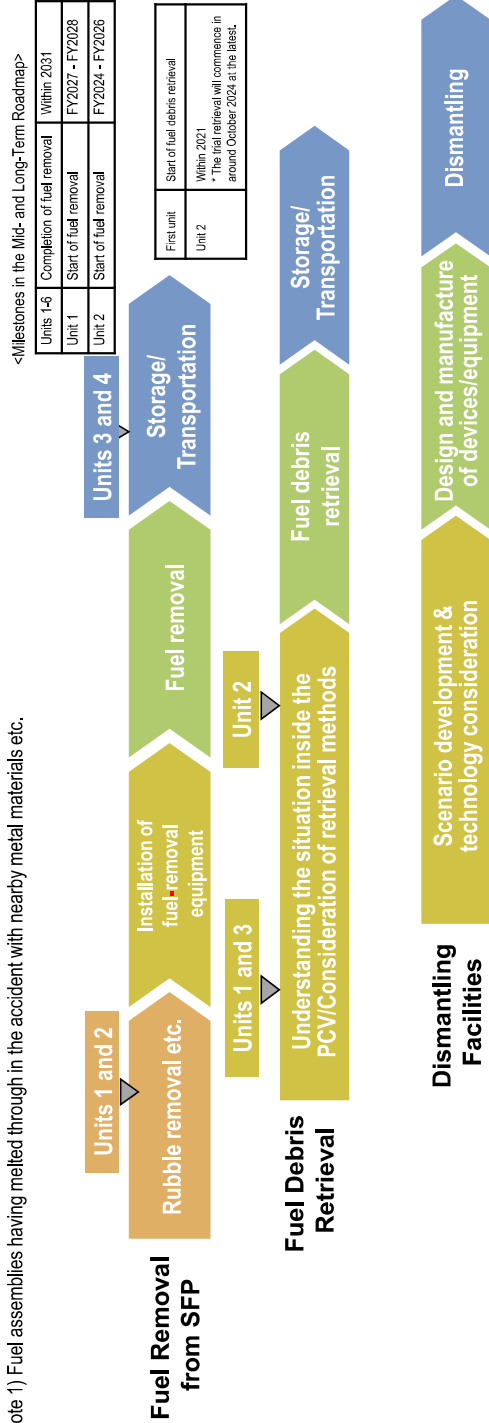 ote 1) Fuel assemblies having melted through in the accident with nearby metal materials etc.
<Milestones in the Mid- and Long-Term Roadmap>
Units 1-6 Completion of fuel removal Within 2031
Unit 1 Start of fuel removal FY2027 - FY2028
Unit 2 Start of fuel removal FY2024 - FY2026
Units 1 and 2
Units 3 and 4
Fuel Removal
from SFP
Rubble removal etc.
Installation of
fuel-removal
equipment
Fuel removal
Storage/
Transportation
First unit Start of fuel debris retrieval
Unit 2 Within 2021
* The trial retrieval will commence in
around October 2024 at the latest.
Units 1 and 3
Unit 2
Fuel Debris
Retrieval
Understanding the situation inside the
PCV/Consideration of retrieval methods
Fuel debris
retrieval
Storage/
Transportation
Dismantling
Facilities
Scenario development &
technology consideration
Design and manufacture
of devices/equipment
Dismantling